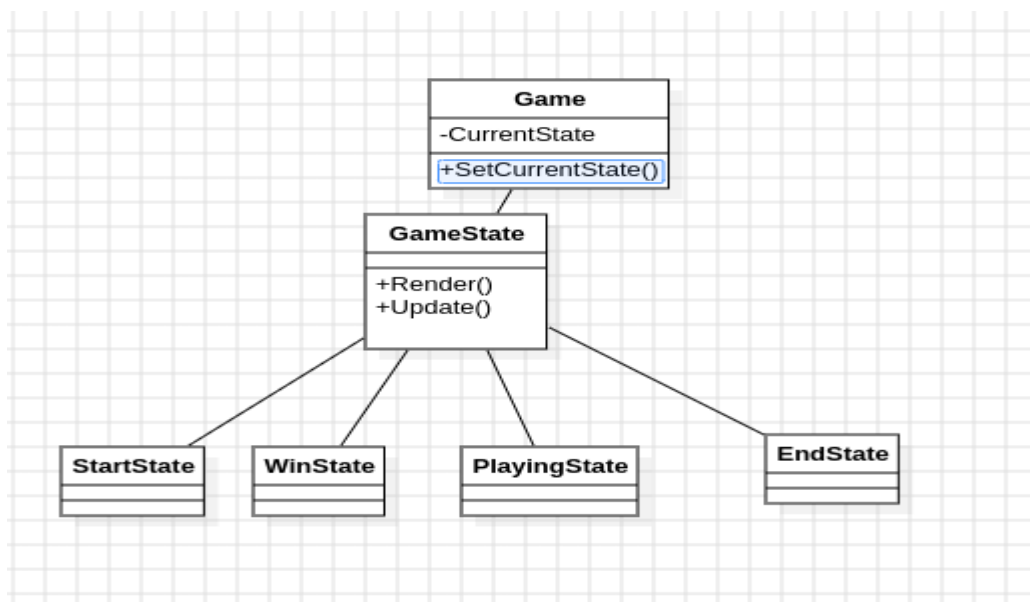 Game
-CurrentState
+SetCurrentState()
GameState
+Render()
+Update()
StartState
WinState
PlayingState
EndState